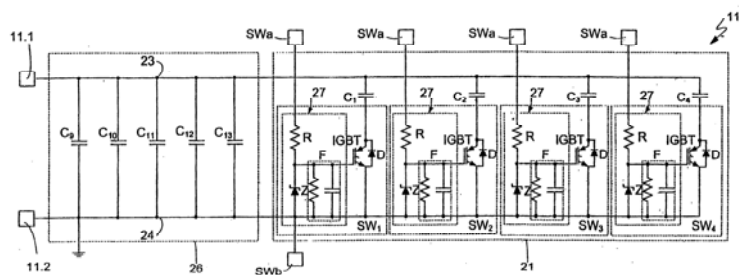 SWa SWa SWa SWa 11
11.1 23
C1 C2 C3 C4
27 27 27 27
C9 C10 C11 C12 C13
R IGBT R IGBT R IGBT R IGBT
F D F D F D F D
Z Z Z Z
24 SW1 SW2 SW3 SW4
11.2 26 SWb 21